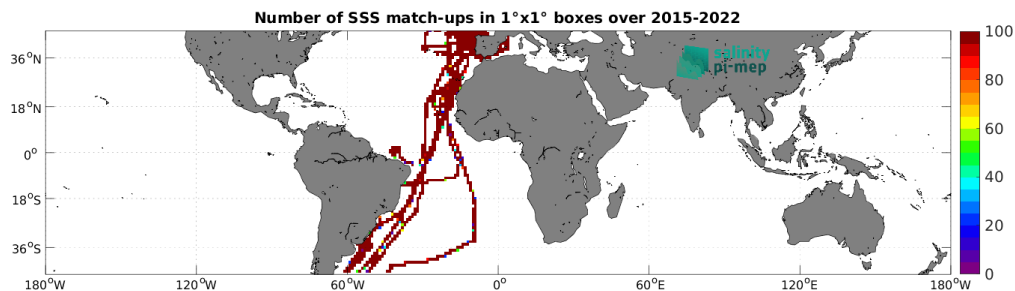 Number of SSS match-ups in 1°x1° boxes over 2015-2022
salinity
pi-mep
36°N
18°N
0°
18°S
36°S
180°W 120°W 60°W 0° 60°E 120°E 180°W
100
80
60
40
20
0